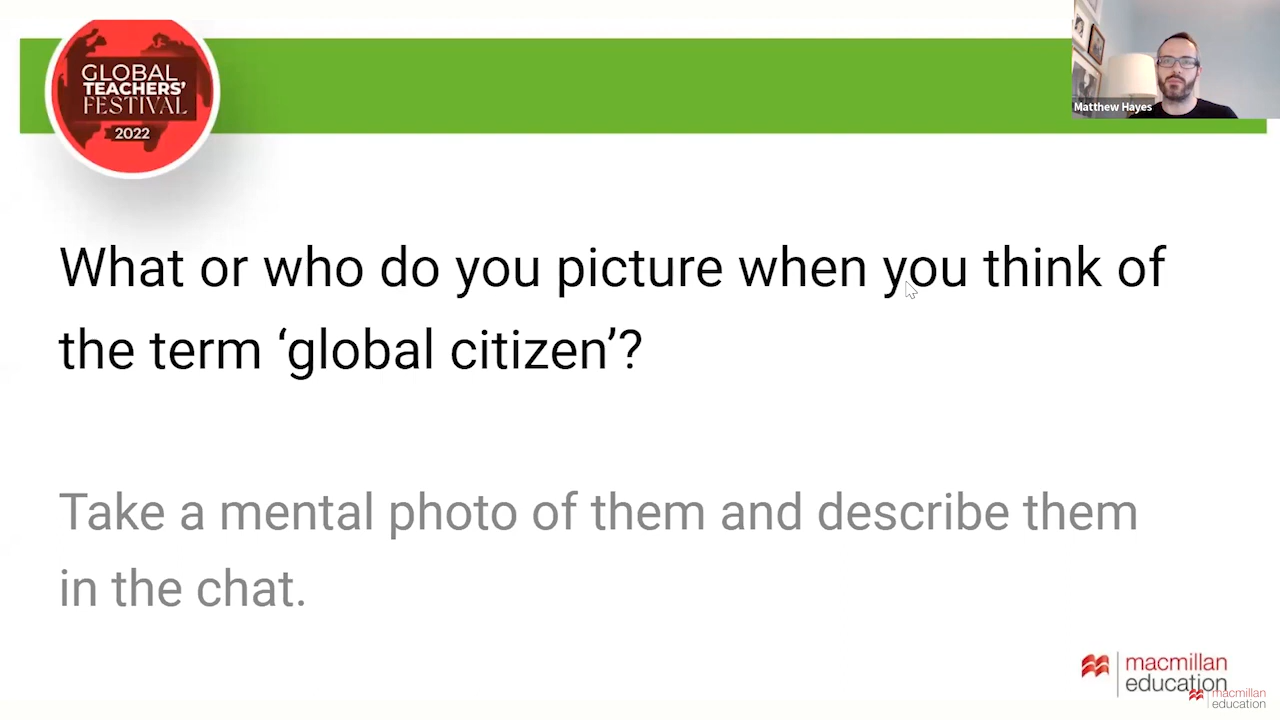 GLOBAL
TEACHERS'
FESTIVAL
2022
Matthew Hayes
What or who do you picture when you think of
the term ‘global citizen’?
Take a mental photo of them and describe them
in the chat.
macmillan
education
macmillan
education